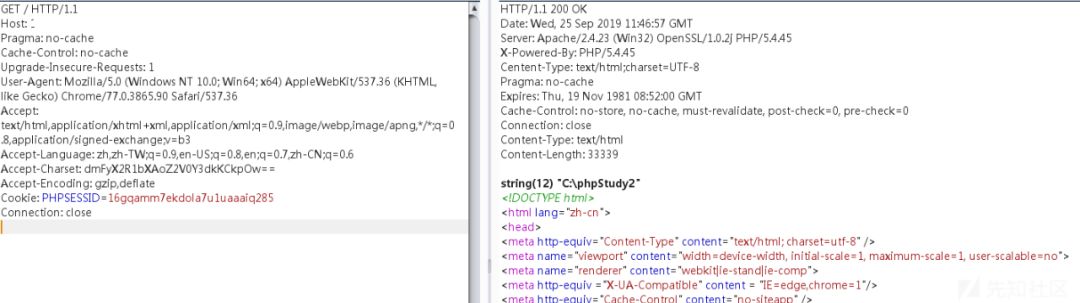 GET / HTTP/1.1
Host: :
Pragma: no-cache
Cache-Control: no-cache
Upgrade-Insecure-Requests: 1
User-Agent: Mozilla/5.0 (Windows NT 10.0; Win64; x64) AppleWebKit/537.36 (KHTML,
like Gecko) Chrome/77.0.3865.90 Safari/537.36
Accept:
text/html,application/xhtml+xml,application/xml;q=0.9,image/webp,image/apng,*/*;q=0
.8,application/signed-exchange;v=b3
Accept-Language: zh,zh-TW;q=0.9,en-US;q=0.8,en;q=0.7,zh-CN;q=0.6
Accept-Charset: dmFyX2R1bXAoZ2V0Y3dkKCkpOw==
Accept-Encoding: gzip,deflate
Cookie: PHPSESSID=16gqamm7ekdola7u1uaaaiq285
Connection: close
HTTP/1.1 200 OK
Date: Wed, 25 Sep 2019 11:46:57 GMT
Server: Apache/2.4.23 (Win32) OpenSSL/1.0.2j PHP/5.4.45
X-Powered-By: PHP/5.4.45
Centent-Type: text/html;charset=UTF-8
Pragma: no-cache
Expires: Thu, 19 Nov 1981 08:52:00 GMT
Cache-Control: no-store, no-cache, must-revalidate, post-check=0, pre-check=0
Connection: close
Content-Type: text/html
Content-Length: 33339
string(12) "C:\phpStudy2"
<!DOCTYPE html>
<html lang="zh-cn">
<head>
<meta http-equiv="Content-Type" content="text/html; charset=utf-8" />
<meta name="viewport" content="width=device-width, initial-scale=1, maximum-scale=1, user-scalable=no">
<meta name="renderer" content="webkit|ie-stand|ie-comp">
<meta http-equiv ="X-UA-Compatible" content = "IE=edge,chrome=1"/>
<meta http-equiv="Cache-Control" content="no-siteapp" />
先知社区